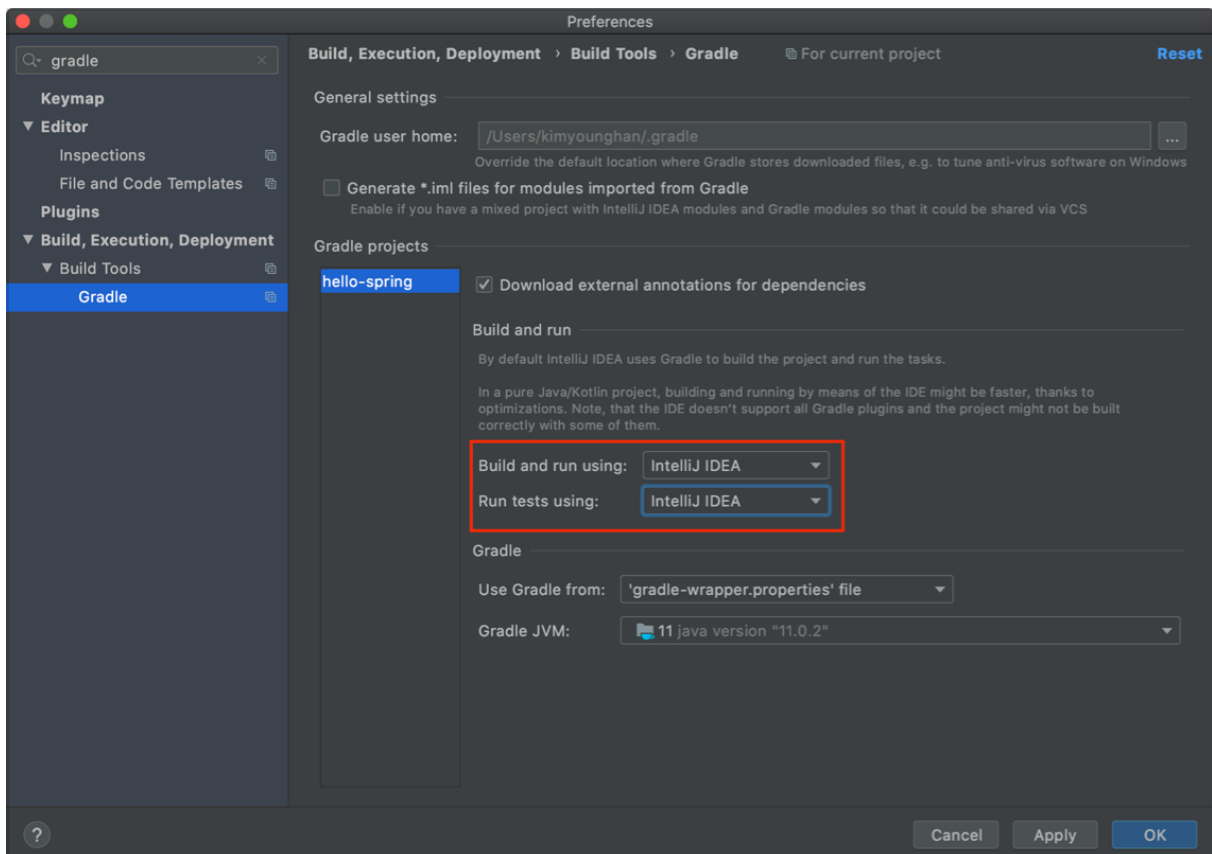 Preferences
gradle
Keymap
Editor
Inspections
File and Code Templates
Plugins
Build, Execution, Deployment
Build Tools
Gradle
Build, Execution, Deployment › Build Tools › Gradle For current project Reset
General settings
Gradle user home: /Users/kimyounghan/.gradle ...
Override the default location where Gradle stores downloaded files, e.g. to tune anti-virus software on Windows
Generate *.iml files for modules imported from Gradle
Enable if you have a mixed project with IntelliJ IDEA modules and Gradle modules so that it could be shared via VCS
Gradle projects
hello-spring
Download external annotations for dependencies
Build and run
By default IntelliJ IDEA uses Gradle to build the project and run the tasks.
In a pure Java/Kotlin project, building and running by means of the IDE might be faster, thanks to
optimizations. Note, that the IDE doesn't support all Gradle plugins and the project might not be built
correctly with some of them.
Build and run using: IntelliJ IDEA
Run tests using: IntelliJ IDEA
Gradle
Use Gradle from: 'gradle-wrapper.properties' file
Gradle JVM: 11 java version "11.0.2"
? Cancel Apply OK